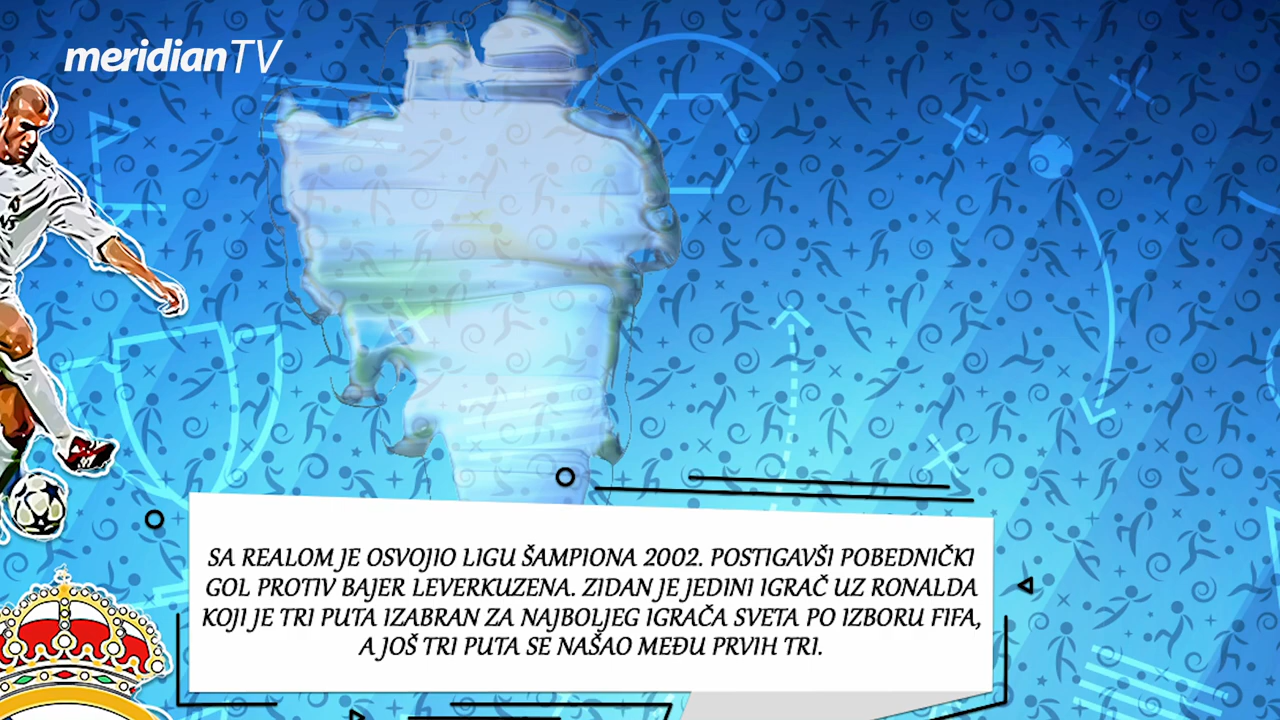 meridianTV
SA REALOM JE OSVOJIO LIGU ŠAMPIONA 2002. POSTIGAVŠI POBEDNIČKI
GOL PROTIV BAJER LEVERKUZENA. ZIDAN JE JEDINI IGRAČ UZ RONALDA
KOJI JE TRI PUTA IZABRAN ZA NAJBOLJEG IGRAČA SVETA PO IZBORU FIFA,
A JOŠ TRI PUTA SE NAŠAO MEĐU PRVIH TRI.